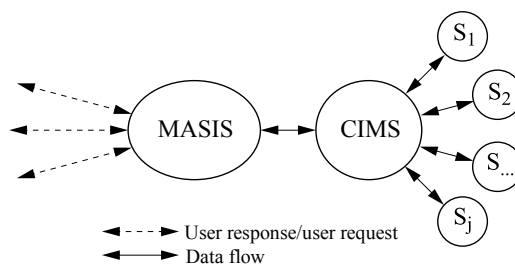 S1
MASIS
CIMS
S2
S...
Sj
User response/user request
Data flow